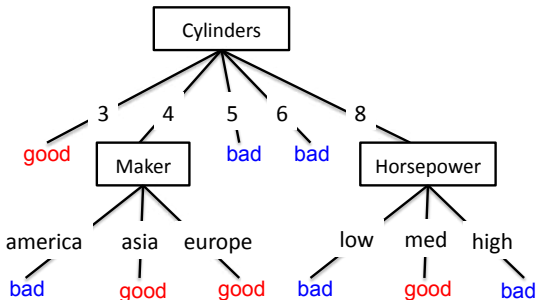 Cylinders
3 4 5 6 8
good bad bad
Maker Horsepower
america asia europe low med high
bad good good bad good bad